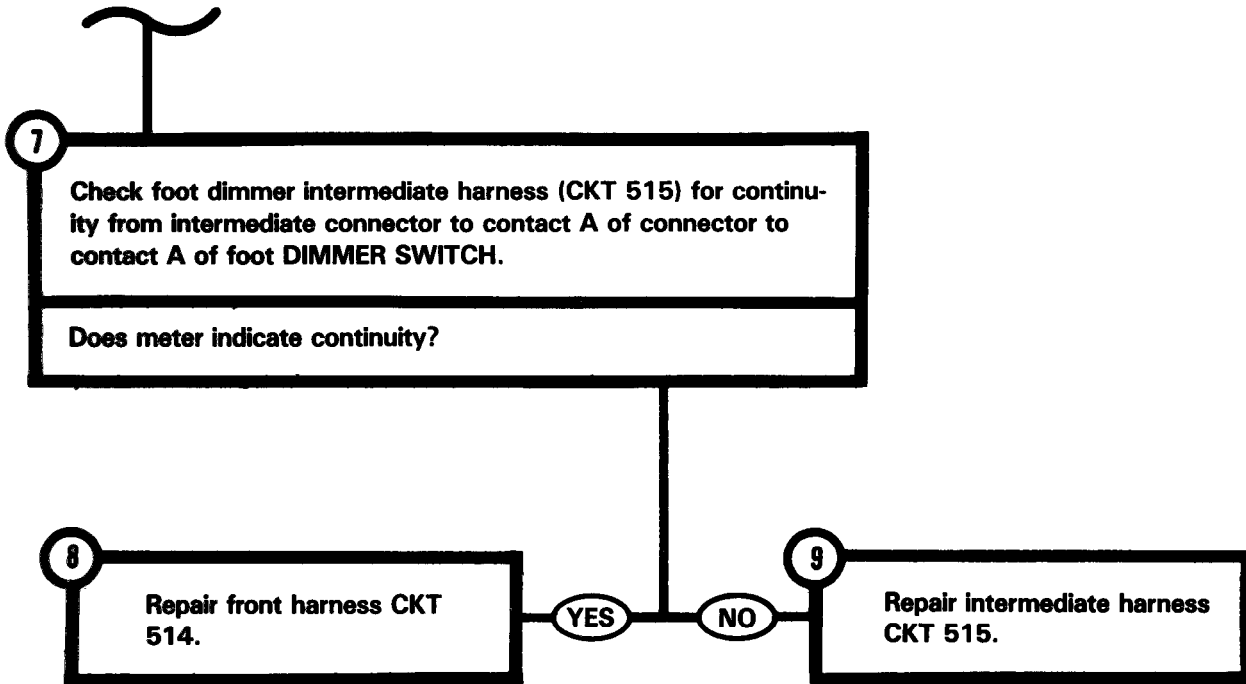 7
Check foot dimmer intermediate harness (CKT 515) for continu-
ity from intermediate connector to contact A of connector to
contact A of foot DIMMER SWITCH.
Does meter indicate continuity?
8
Repair front harness CKT
514.
YES
NO
9
Repair intermediate harness
CKT 515.